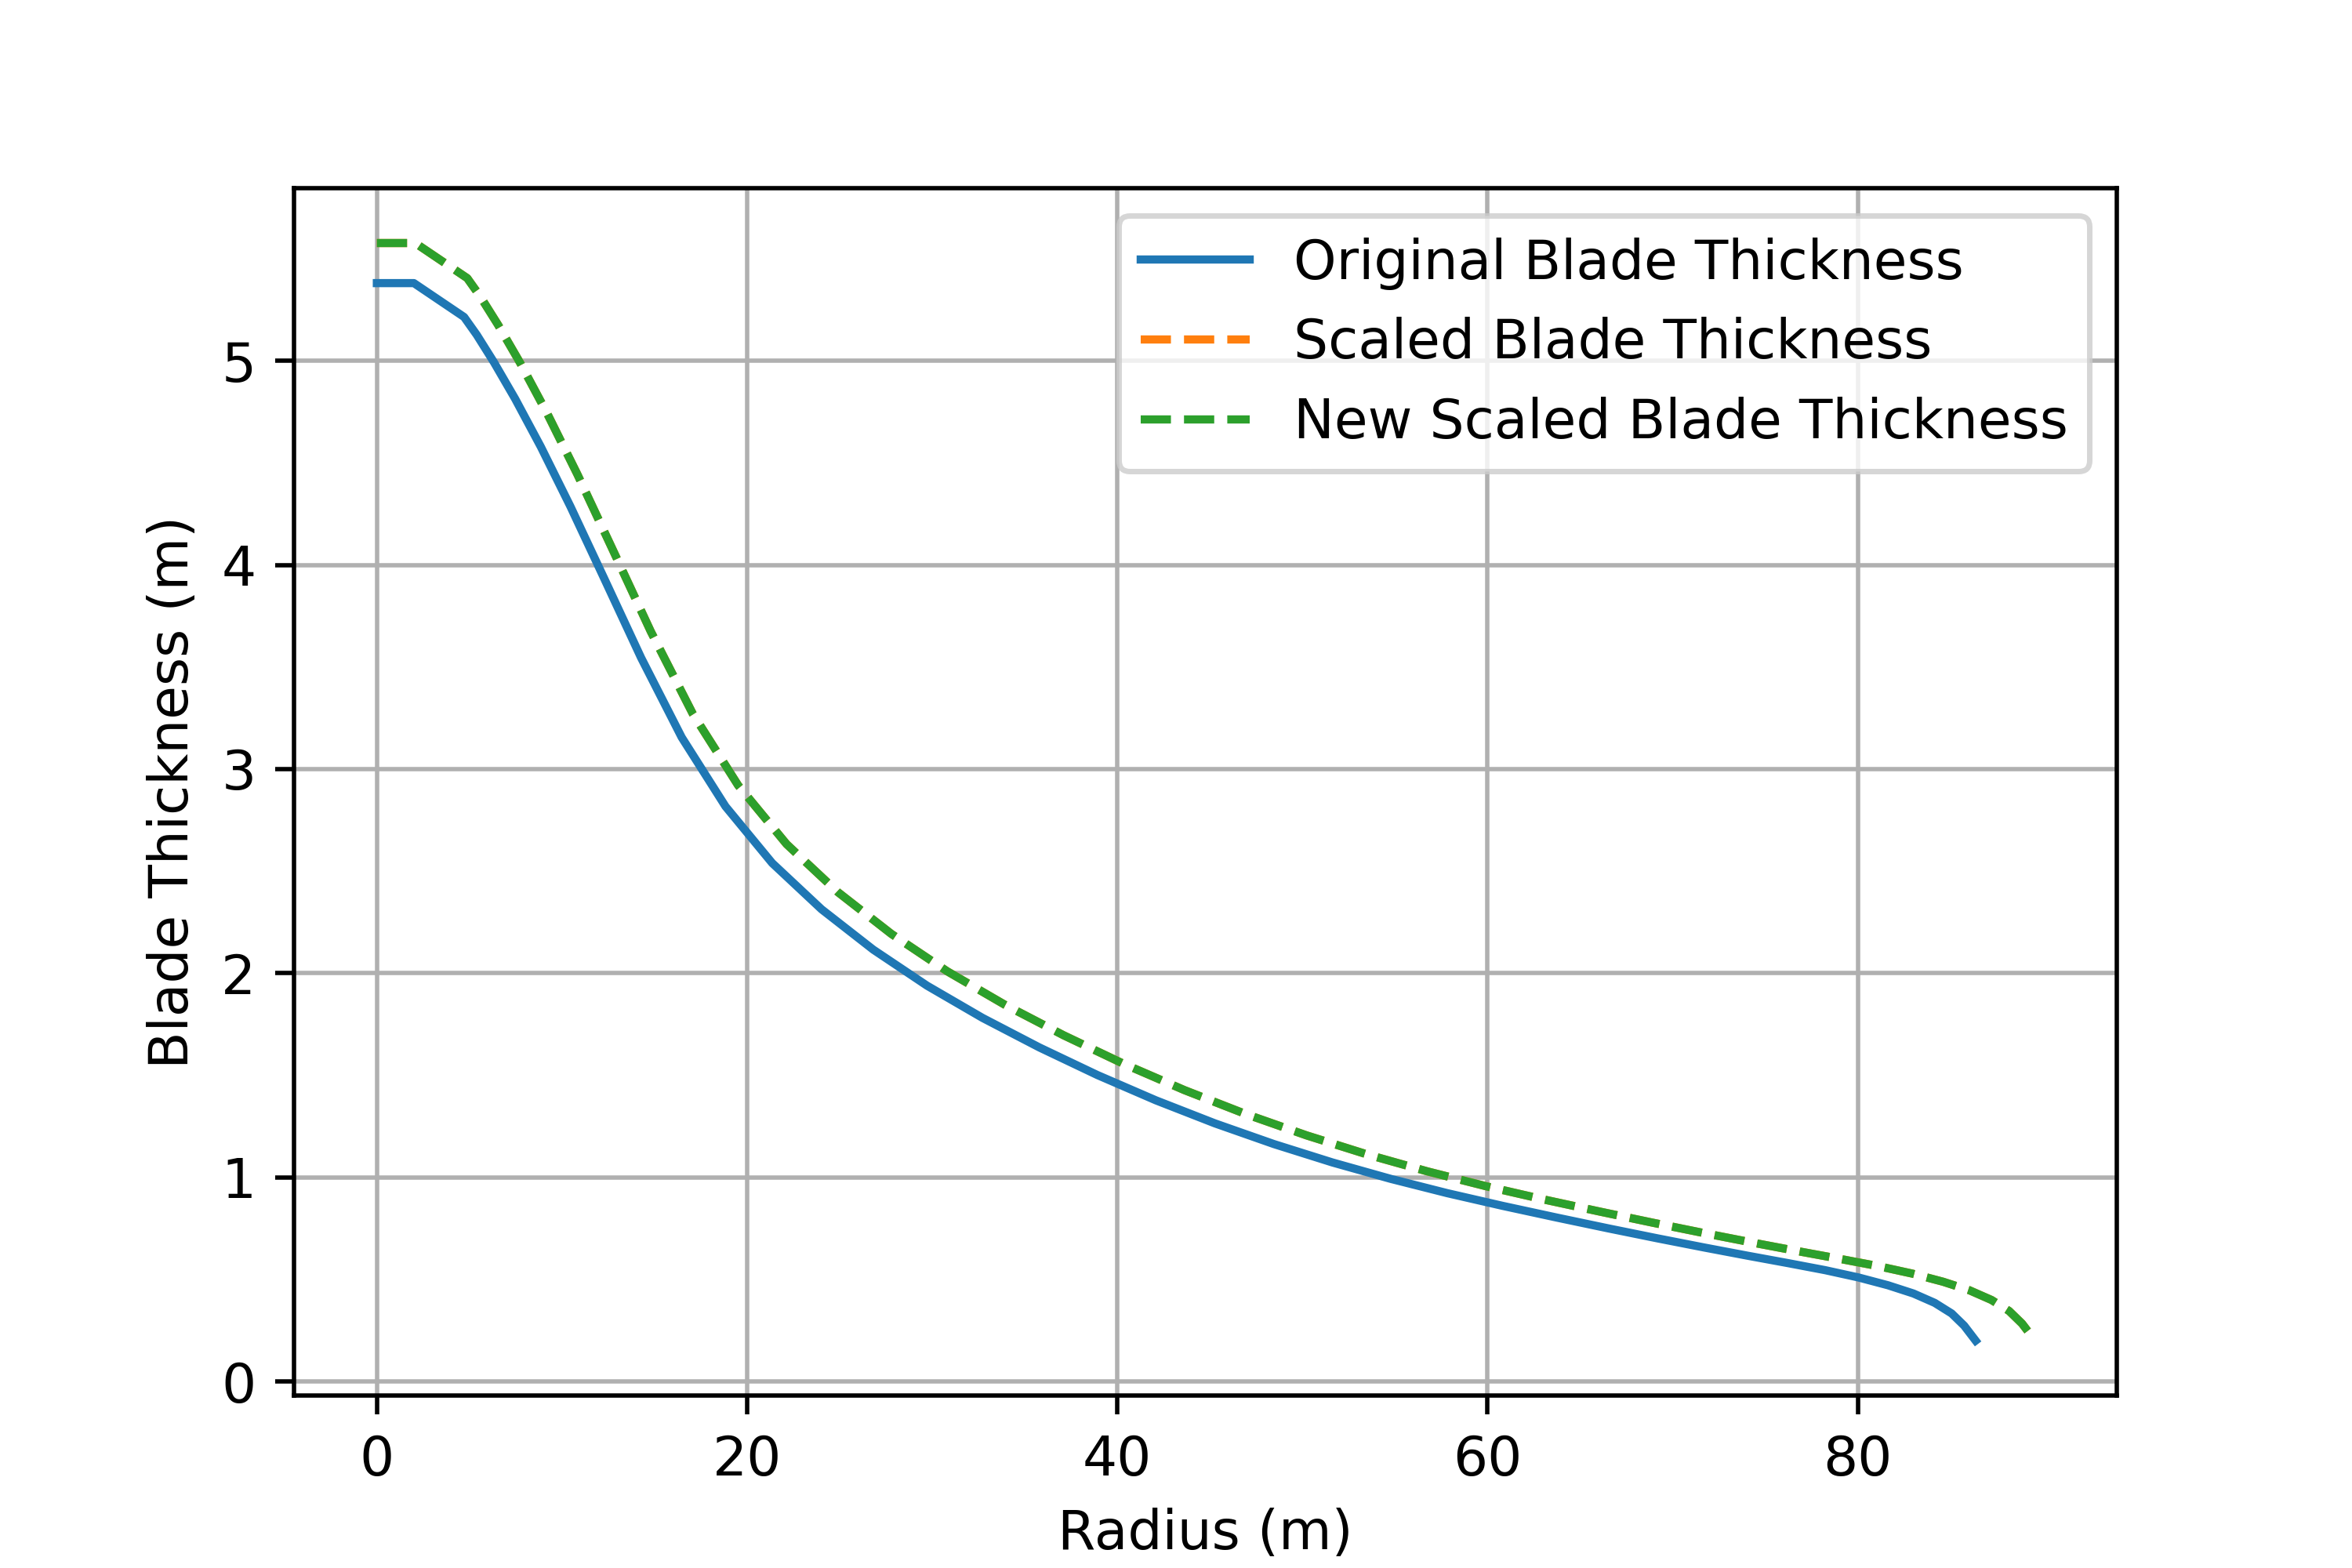 Original Blade Thickness
Scaled Blade Thickness
New Scaled Blade Thickness
Blade Thickness (m)
5
4
3
2
1
0
0 20 40 60 80
Radius (m)